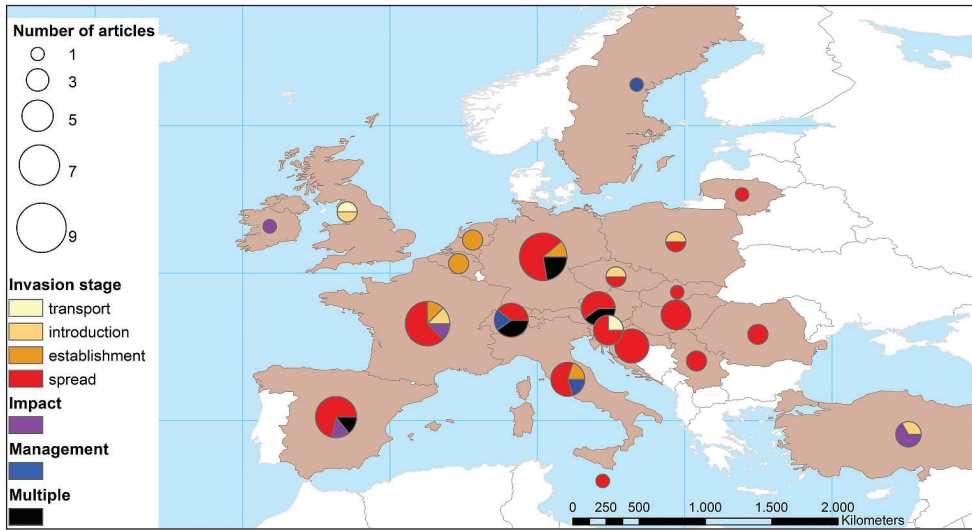 Number of articles
1
3
5
7
9
Invasion stage
transport
introduction
establishment
spread
Impact
Management
Multiple
0 250 500 1.000 1.500 2.000
Kilometers